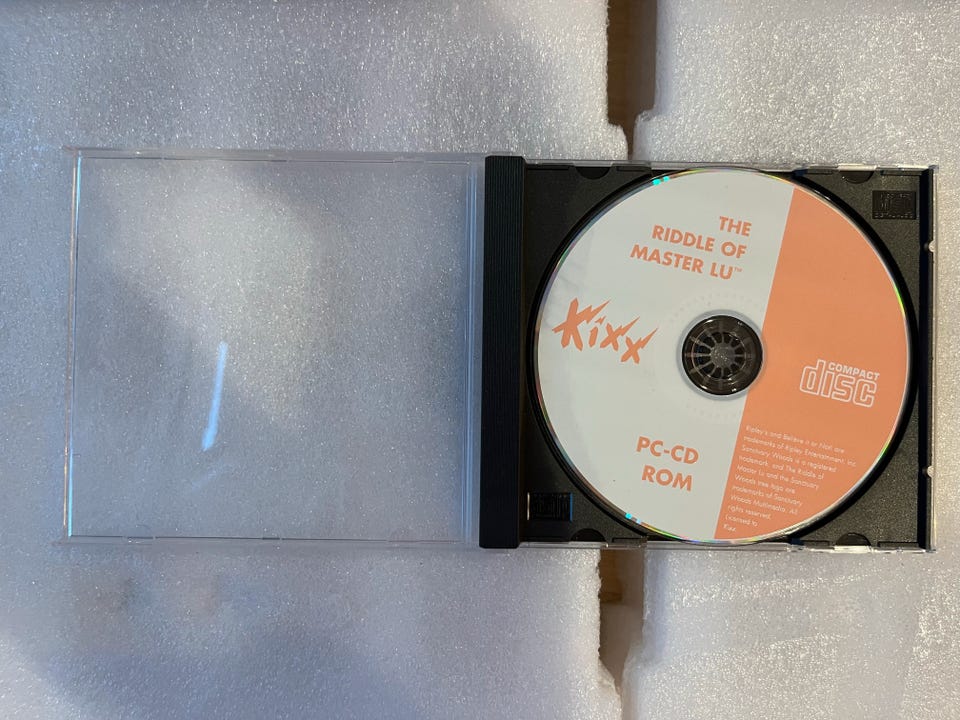 THE
RIDDLE OF
MASTER LU™
Kixx
COMPACT
disc
PC-CD
ROM
Ripley's and Believe it or Not! are
trademarks of Ripley Entertainment, Inc.
Sanctuary Woods is a registered
trademark, and The Riddle of
Master Lu and the Sanctuary
Woods tree logo are
trademarks of Sanctuary
Woods Multimedia. All
rights reserved.
Licensed to
Kixx.